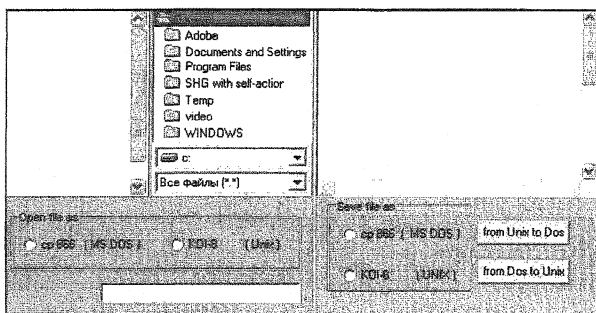 Adobe
Documents and Settings
Program Files
SHG with self-action
Temp
video
WINDOWS
c:
Все файлы (*.*)
Open file as
cp 866 ( MS DOS )
KOI-8 (Unix)
Save file as
cp 866 ( MS DOS )
from Unix to Dos
KOI-8 (UNIX)
from Dos to Unix